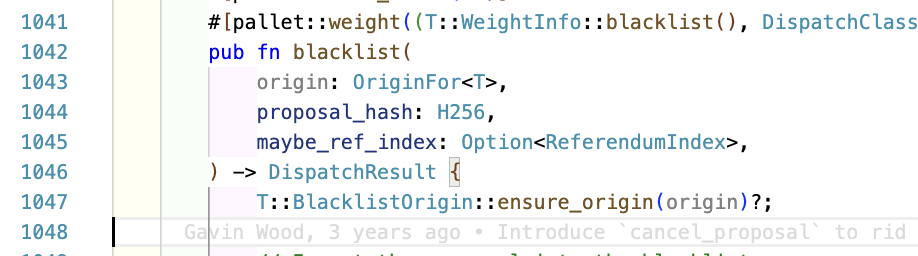 1041 #[pallet::weight((T::WeightInfo::blacklist(), DispatchClass
1042 pub fn blacklist(
1043 origin: OriginFor<T>,
1044 proposal_hash: H256,
1045 maybe_ref_index: Option<ReferendumIndex>,
1046 ) -> DispatchResult {
1047 T::BlacklistOrigin::ensure_origin(origin)?;
1048 Gavin Wood, 3 years ago • Introduce `cancel_proposal` to rid